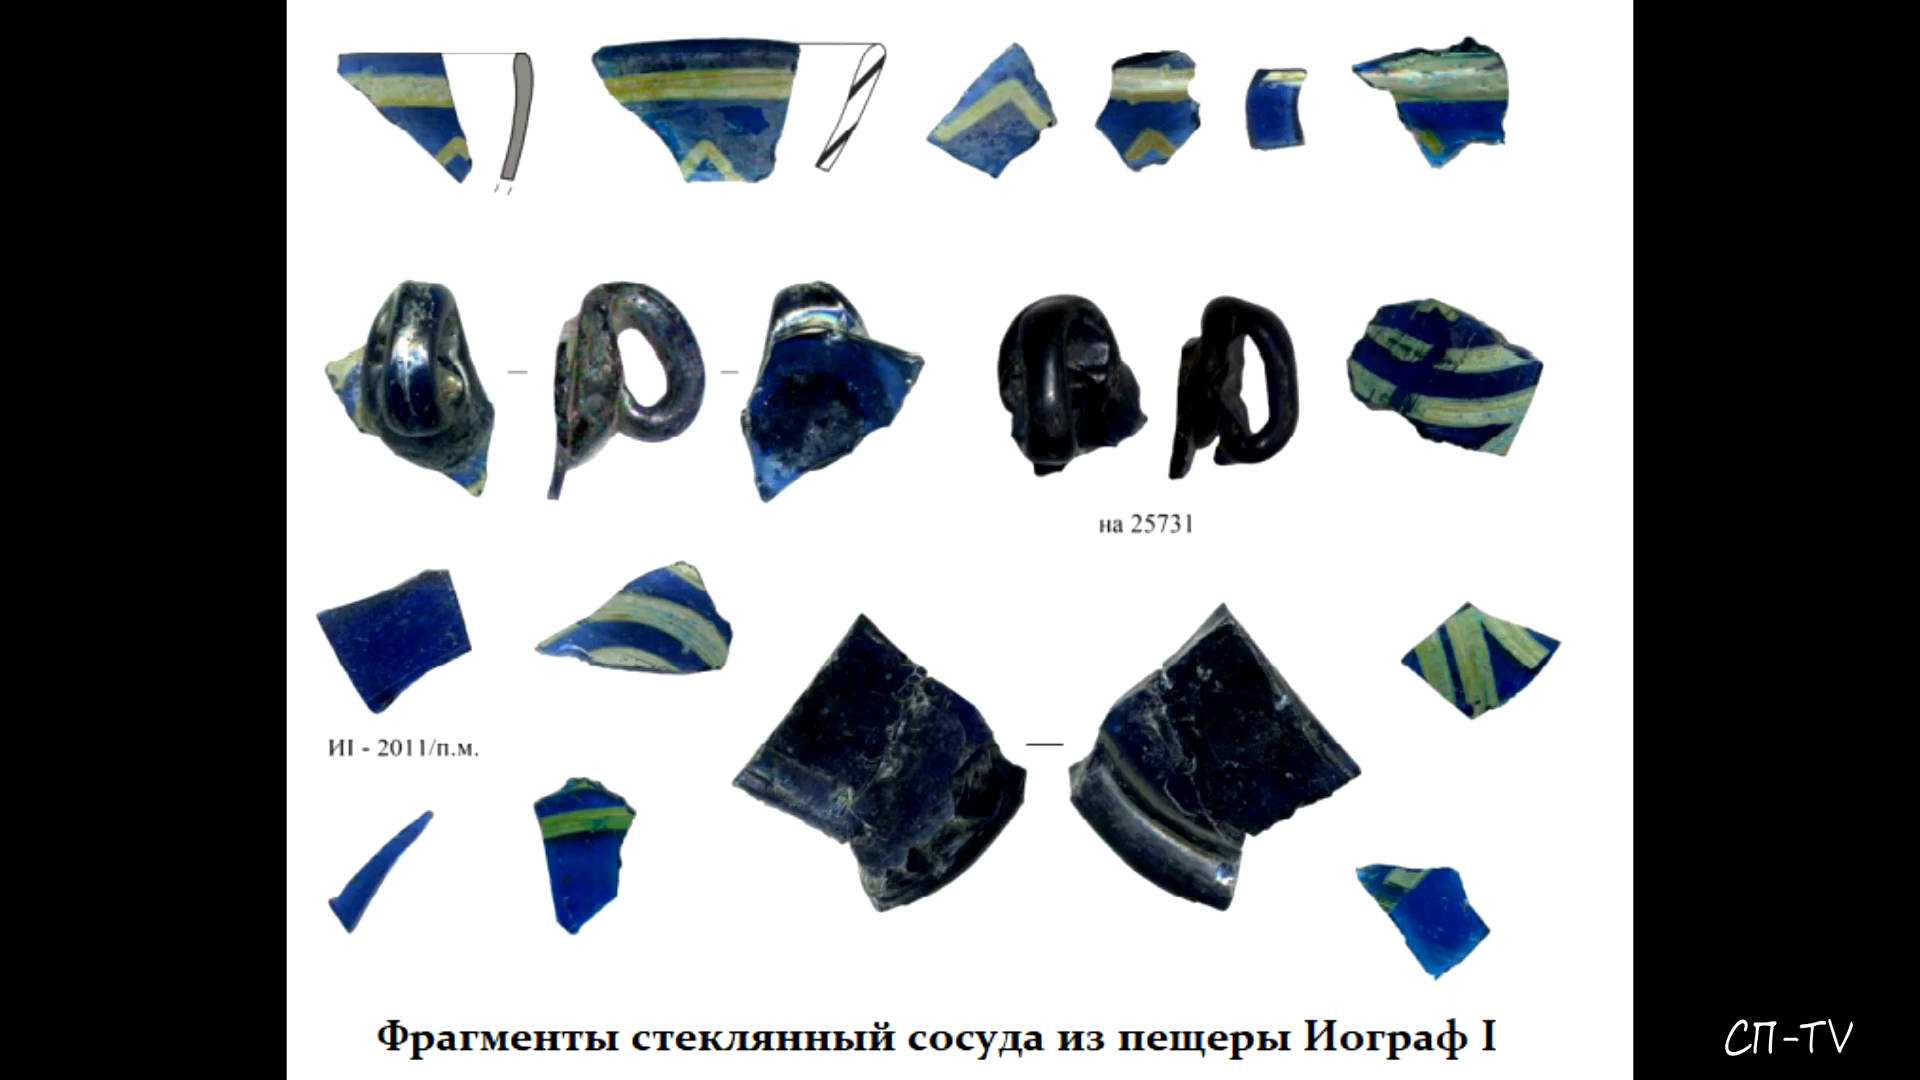 на 25731
ИI - 2011/п.м.
Фрагменты стеклянный сосуда из пещеры Иограф I
СП-TV